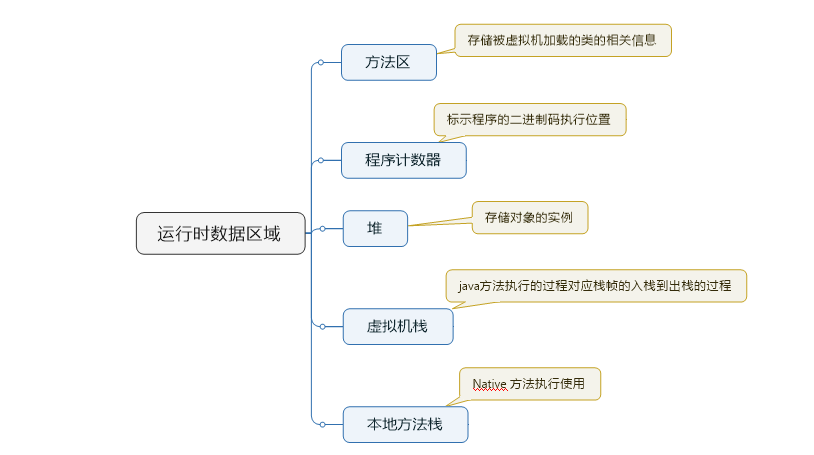 存储被虚拟机加载的类的相关信息
方法区
标示程序的二进制码执行位置
程序计数器
存储对象的实例
堆
运行时数据区域
java方法执行的过程对应栈帧的入栈到出栈的过程
虚拟机栈
Native 方法执行使用
本地方法栈